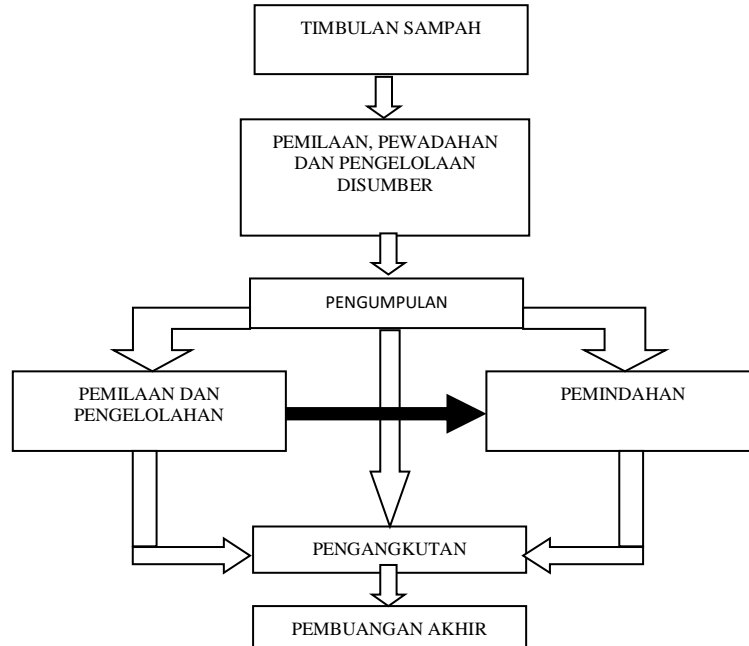 TIMBULAN SAMPAH
PEMILAAN, PEWADAHAN
DAN PENGELOLAAN
DISUMBER
PENGUMPULAN
PEMILAAN DAN
PENGELOLAHAN
PEMINDAHAN
PENGANGKUTAN
PEMBUANGAN AKHIR